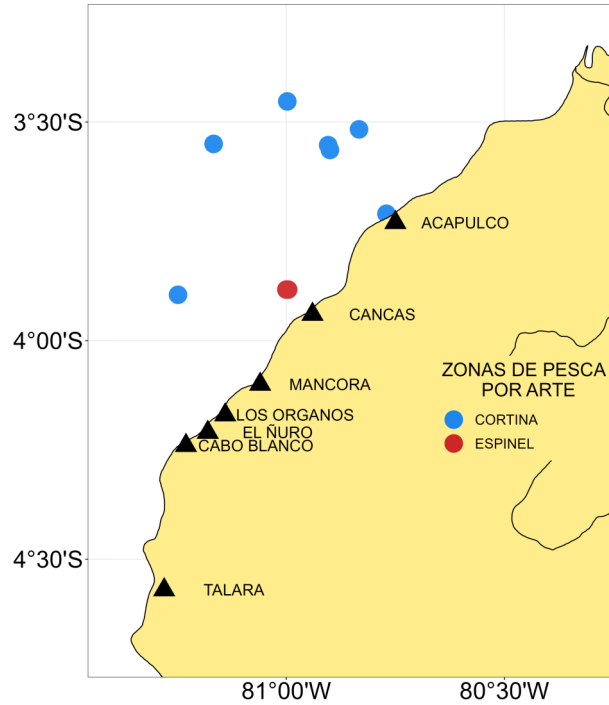 3°30'S
ACAPULCO
CANCAS
4°00'S
ZONAS DE PESCA
POR ARTE
MANCORA
LOS ORGANOS
CORTINA
EL ÑURO
CABO BLANCO
ESPINEL
4°30'S
TALARA
81°00'W
80°30'W